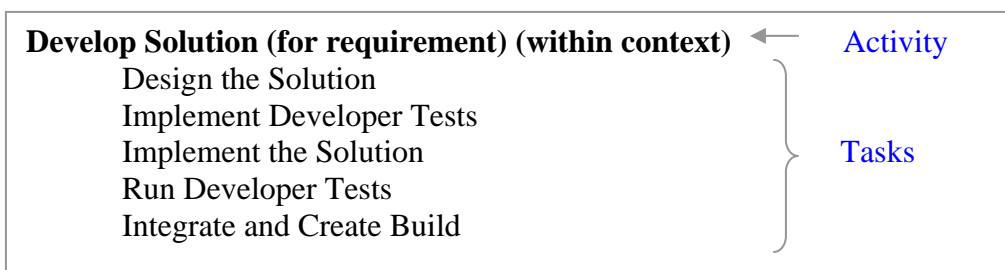 Develop Solution (for requirement) (within context) Activity
Design the Solution
Implement Developer Tests
Implement the Solution Tasks
Run Developer Tests
Integrate and Create Build